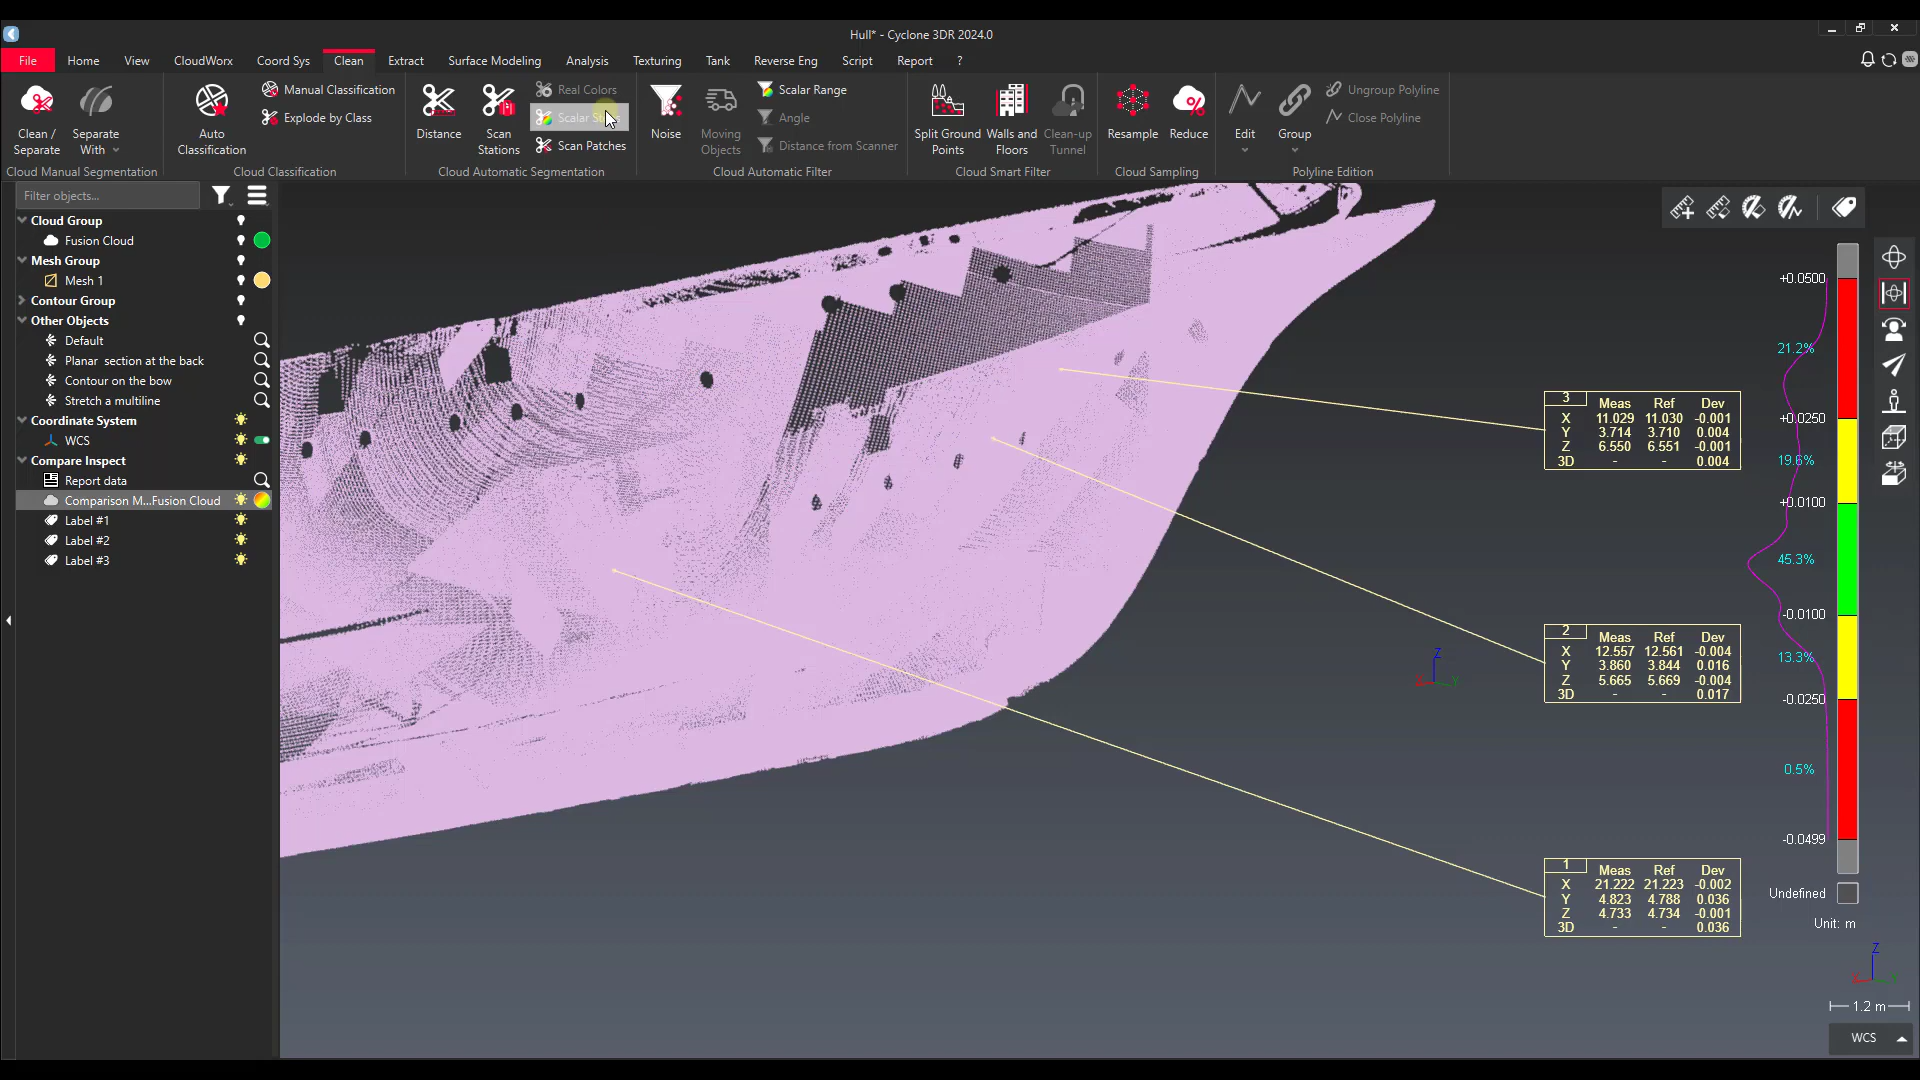 Hull* - Cyclone 3DR 2024.0
File Home View CloudWorx Coord Sys Clean Extract Surface Modeling Analysis Texturing Tank Reverse Eng Script Report ?
Clean / Separate
Separate With
Cloud Manual Segmentation
Auto Classification
Manual Classification
Explode by Class
Cloud Classification
Distance
Scan Stations
Real Colors
Scan Patches
Cloud Automatic Segmentation
Noise
Moving Objects
Scalar Range
Angle
Distance from Scanner
Cloud Automatic Filter
Split Ground Points
Walls and Floors
Clean-up Tunnel
Cloud Smart Filter
Resample
Reduce
Cloud Sampling
Edit
Group
Ungroup Polyline
Close Polyline
Polyline Edition
Filter objects...
Cloud Group
Fusion Cloud
Mesh Group
Mesh 1
Contour Group
Other Objects
Default
Planar section at the back
Contour on the bow
Stretch a multiline
Coordinate System
WCS
Compare Inspect
Report data
Comparison M...Fusion Cloud
Label #1
Label #2
Label #3
3 Meas Ref Dev
X 11.029 11.030 -0.001
Y 3.714 3.710 0.004
Z 6.550 6.551 -0.001
3D - - 0.004
2 Meas Ref Dev
X 12.557 12.561 -0.004
Y 3.860 3.844 0.016
Z 5.665 5.669 -0.004
3D - - 0.017
1 Meas Ref Dev
X 21.222 21.223 -0.002
Y 4.823 4.788 0.036
Z 4.733 4.734 -0.001
3D - - 0.036
+0.0500
21.2%
+0.0250
19.6%
+0.0100
45.3%
-0.0100
13.3%
-0.0250
0.5%
-0.0499
Undefined
Unit: m
Z
X Y
Z
1.2 m
WCS